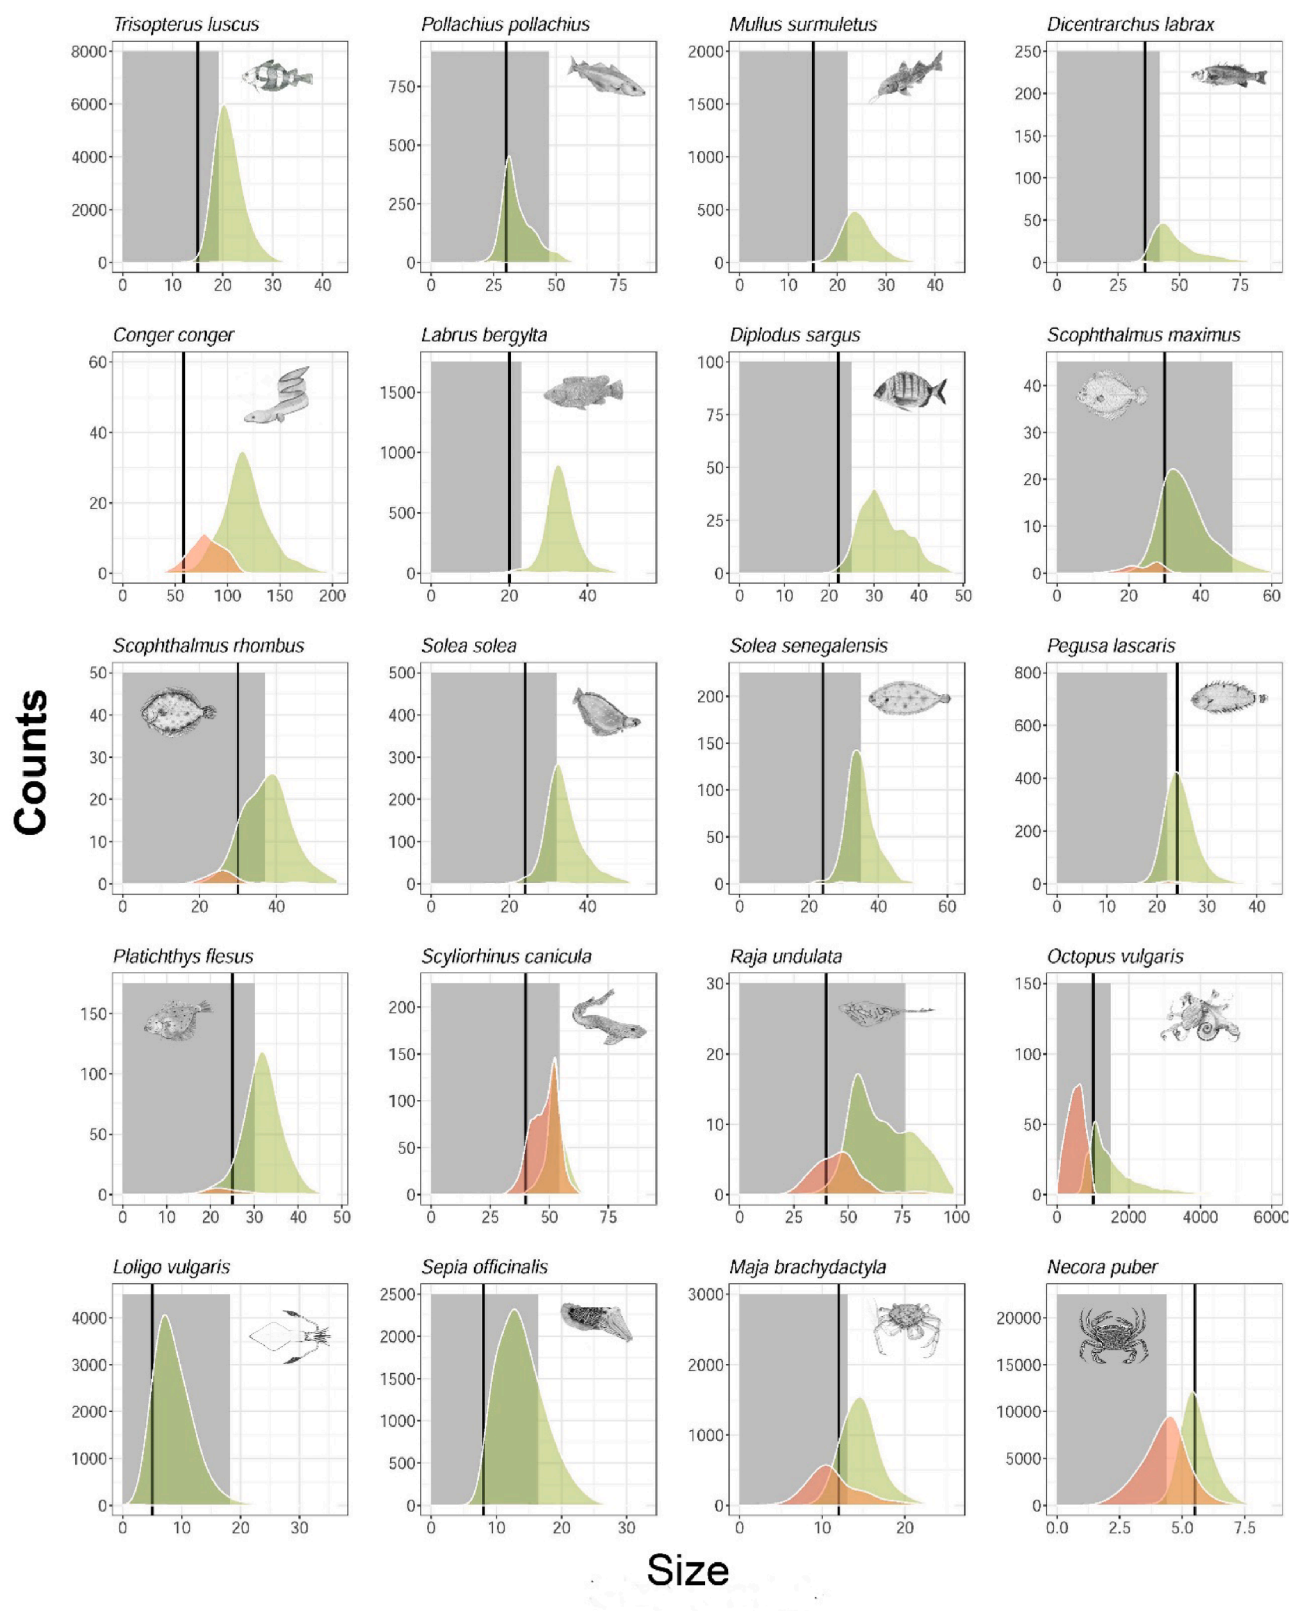 Trisopterus luscus Pollachius pollachius Mullus surmuletus Dicentrarchus labrax
8000 750 2000 250
6000 500 1500 200
4000 250 1000 150
2000 0 500 100
0 0 50
0
0 10 20 30 40 0 25 50 75 0 10 20 30 40 0 25 50 75
Conger conger Labrus bergylta Diplodus sargus Scophthalmus maximus
60 1500 100 40
40 1000 75 30
20 500 50 20
0 0 25 10
0 0
0 50 100 150 200 0 20 40 0 10 20 30 40 50 0 20 40 60
Scophthalmus rhombus Solea solea Solea senegalensis Pegusa lascaris
50 500 200 800
40 400 150 600
30 300 100 400
20 200 50 200
10 100 0 0
0 0
0 20 40 0 20 40 0 20 40 60 0 10 20 30 40
Counts
Platichthys flesus Scyliorhinus canicula Raja undulata Octopus vulgaris
150 200 30 150
100 150 20 100
50 100 10 50
0 50 0 0
0
0 10 20 30 40 50 0 25 50 75 0 25 50 75 100 0 2000 4000 6000
Loligo vulgaris Sepia officinalis Maja brachydactyla Necora puber
4000 2500 3000 20000
3000 2000 2000 15000
2000 1500 1000 10000
1000 1000 0 5000
0 500 0
0
0 10 20 30 0 10 20 30 0 10 20 0.0 2.5 5.0 7.5
Size